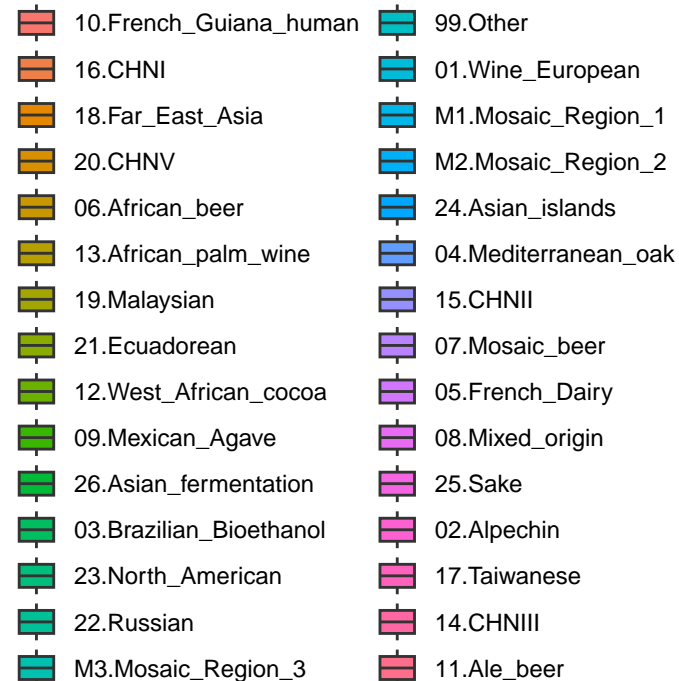 10.French_Guiana_human
16.CHNI
18.Far_East_Asia
20.CHNV
06.African_beer
13.African_palm_wine
19.Malaysian
21.Ecuadorean
12.West_African_cocoa
09.Mexican_Agave
26.Asian_fermentation
03.Brazilian_Bioethanol
23.North_American
22.Russian
M3.Mosaic_Region_3
99.Other
01.Wine_European
M1.Mosaic_Region_1
M2.Mosaic_Region_2
24.Asian_islands
04.Mediterranean_oak
15.CHNII
07.Mosaic_beer
05.French_Dairy
08.Mixed_origin
25.Sake
02.Alpechin
17.Taiwanese
14.CHNIII
11.Ale_beer